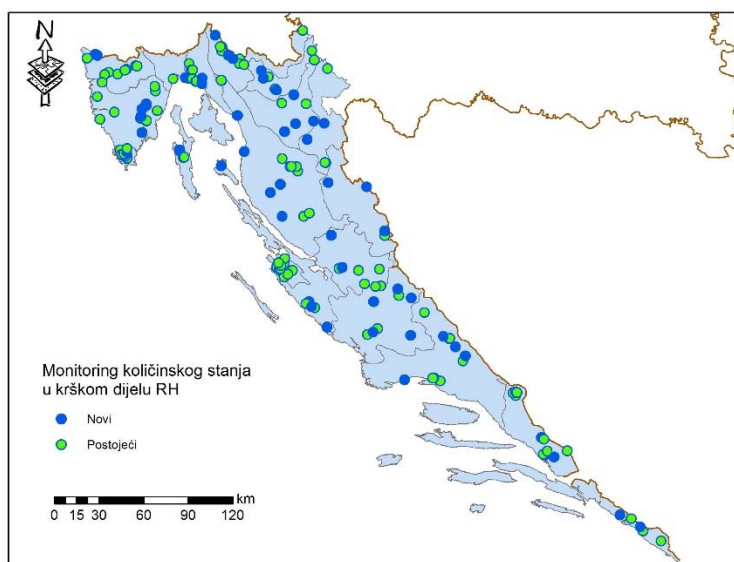 N
Monitoring količinskog stanja
u krškom dijelu RH
Novi
Postojeći
km
0 15 30 60 90 120